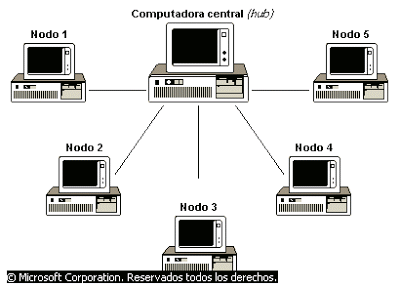 Computadora central (hub)
Nodo 1
Nodo 5
Nodo 2
Nodo 4
Nodo 3
© Microsoft Corporation. Reservados todos los derechos.